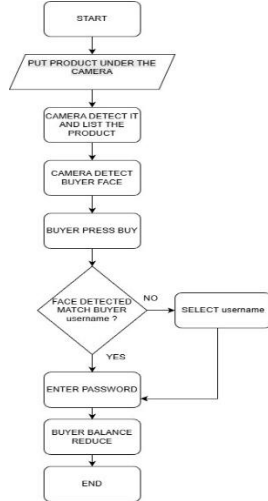 START
PUT PRODUCT UNDER THE
CAMERA
CAMERA DETECT IT
AND LIST THE
PRODUCT
CAMERA DETECT
BUYER FACE
BUYER PRESS BUY
FACE DETECTED
MATCH BUYER
username ?
NO
SELECT username
YES
ENTER PASSWORD
BUYER BALANCE
REDUCE
END